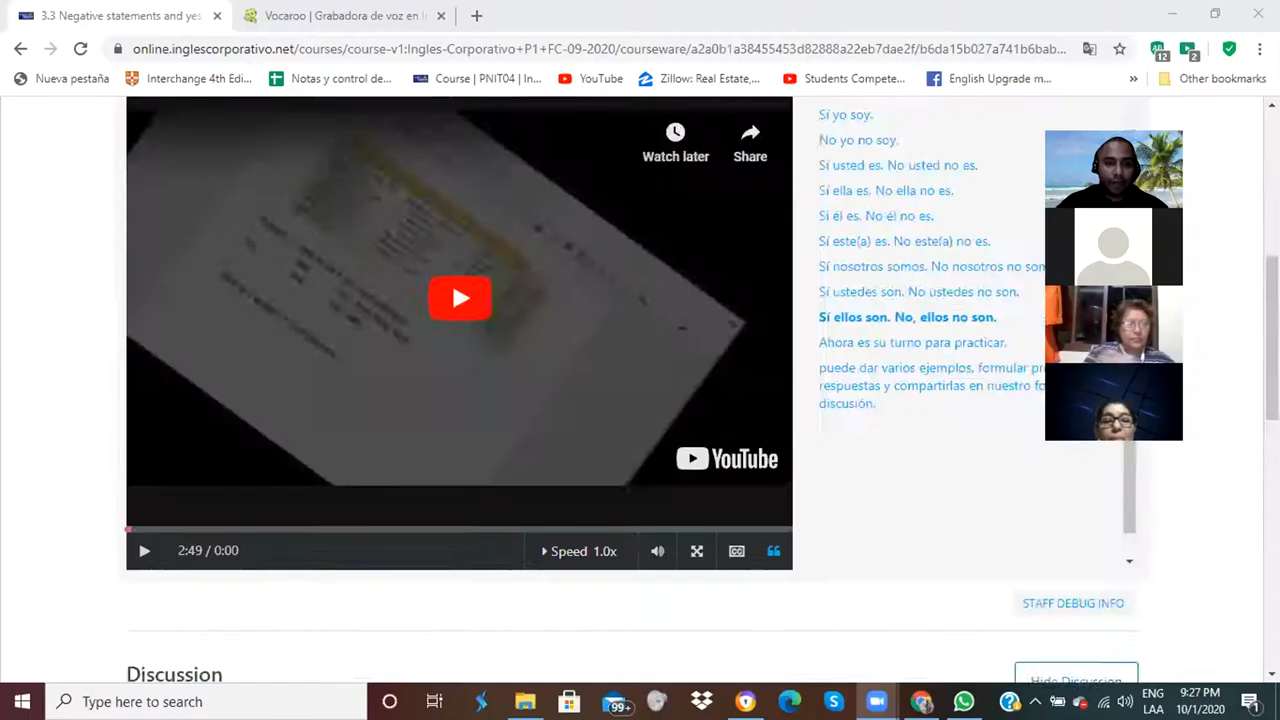 3.3 Negative statements and yes
Vocaroo | Grabadora de voz en l
online.inglescorporativo.net/courses/course-v1:Ingles-Corporativo+P1+FC-09-2020/courseware/a2a0b1a38455453d82888a22eb7dae2f/b6da15b027a741b6bab...
12
2
Nueva pestaña
Interchange 4th Edi...
Notas y control de...
Course | PNIT04 | In...
YouTube
Zillow: Real Estate,...
Students Compete...
English Upgrade m...
»
Other bookmarks
Watch later
Share
YouTube
2:49 / 0:00
Speed 1.0x
Sí yo soy.
No yo no soy.
Sí usted es. No usted no es.
Sí ella es. No ella no es.
Sí él es. No él no es.
Sí este(a) es. No este(a) no es.
Sí nosotros somos. No nosotros no som
Sí ustedes son. No ustedes no son.
Sí ellos son. No, ellos no son.
Ahora es su turno para practicar.
puede dar varios ejemplos, formular pr
respuestas y compartirlas en nuestro fo
discusión.
STAFF DEBUG INFO
Discussion
Hide Discussion
Type here to search
99+
ENG
LAA
9:27 PM
10/1/2020
1